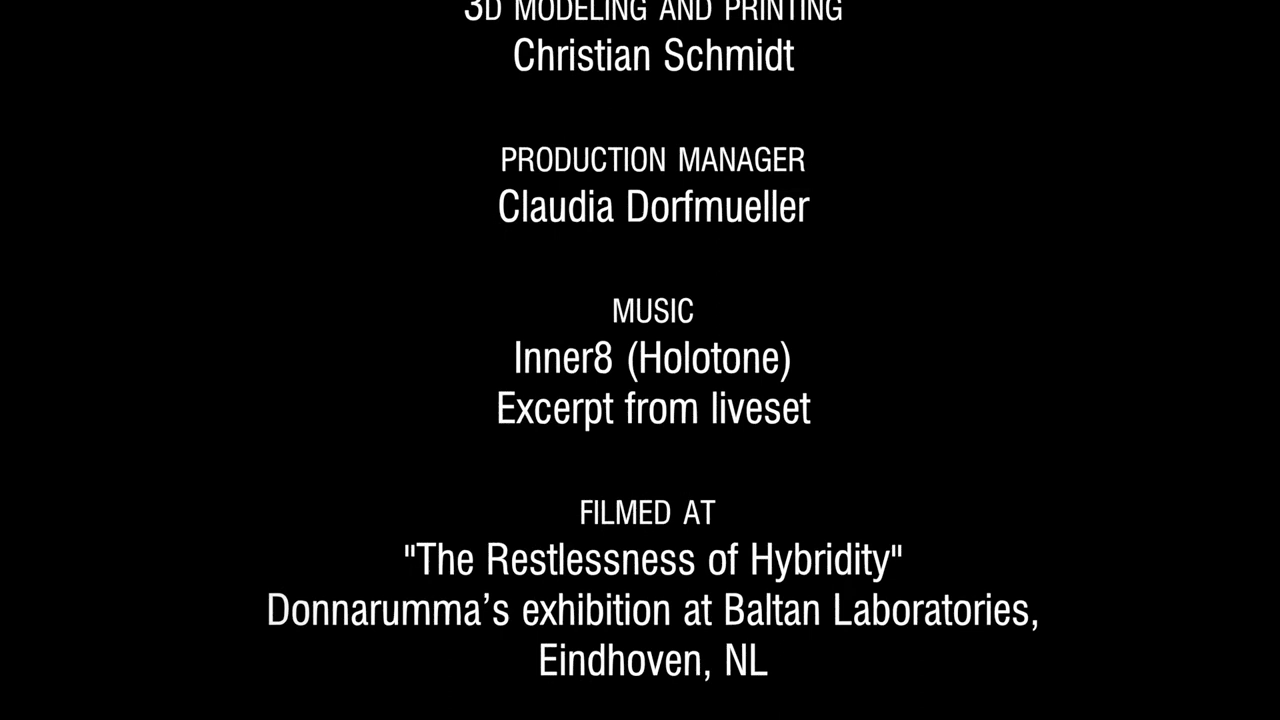 3D MODELING AND PRINTING
Christian Schmidt
PRODUCTION MANAGER
Claudia Dorfmueller
MUSIC
Inner8 (Holotone)
Excerpt from liveset
FILMED AT
"The Restlessness of Hybridity"
Donnarumma’s exhibition at Baltan Laboratories,
Eindhoven, NL